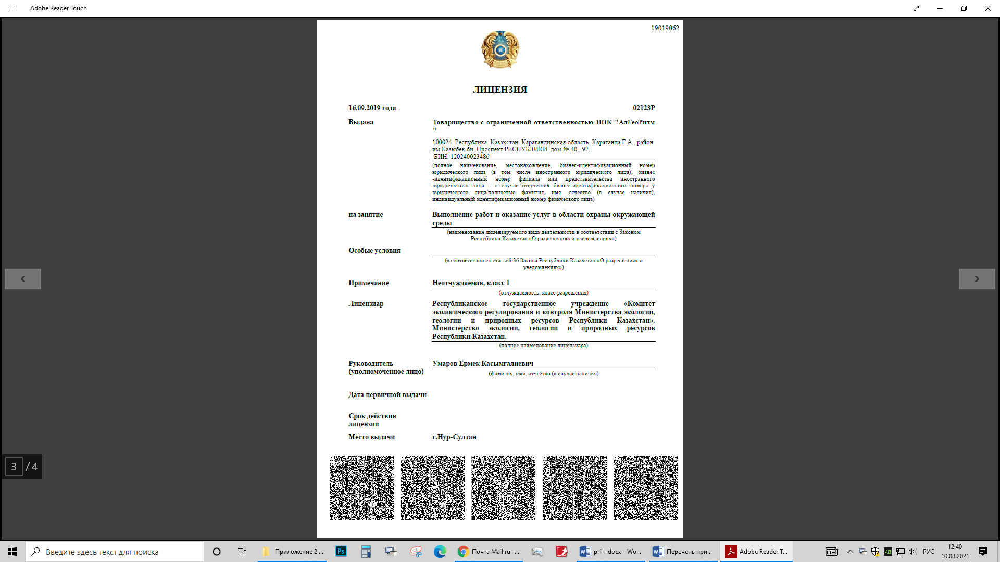 Adobe Reader Touch
19019062
ЛИЦЕНЗИЯ
16.09.2019 года
02123Р
Выдана
Товарищество с ограниченной ответственностью НПК "АлГеоРитм
"
100024, Республика Казахстан, Карагандинская область, Караганда Г.А., район
им.Казыбек би, Проспект РЕСПУБЛИКИ, дом № 40,, 92,
БИН: 120240023486
(полное наименование, местонахождение, бизнес-идентификационный номер
юридического лица (в том числе иностранного юридического лица), бизнес
-идентификационный номер филиала или представительства иностранного
юридического лица – в случае отсутствия бизнес-идентификационного номера у
юридического лица/полностью фамилия, имя, отчество (в случае наличия),
индивидуальный идентификационный номер физического лица)
на занятие
Выполнение работ и оказание услуг в области охраны окружающей
среды
(наименование лицензируемого вида деятельности в соответствии с Законом
Республики Казахстан «О разрешениях и уведомлениях»)
Особые условия
(в соответствии со статьей 36 Закона Республики Казахстан «О разрешениях и
уведомлениях»)
Примечание
Неотчуждаемая, класс 1
(отчуждаемость, класс разрешения)
Лицензиар
Республиканское государственное учреждение «Комитет
экологического регулирования и контроля Министерства экологии,
геологии и природных ресурсов Республики Казахстан».
Министерство экологии, геологии и природных ресурсов
Республики Казахстан.
(полное наименование лицензиара)
Руководитель
(уполномоченное лицо)
Умаров Ермек Касымгалиевич
(фамилия, имя, отчество (в случае наличия)
Дата первичной выдачи
Срок действия
лицензии
Место выдачи
г.Нур-Султан
3 / 4
Введите здесь текст для поиска
Приложение 2 ...
Ps
Почта Mail.ru -...
p.1+.docx - Wo...
Перечень при...
Adobe Reader T...
РУС
12:40
10.08.2021